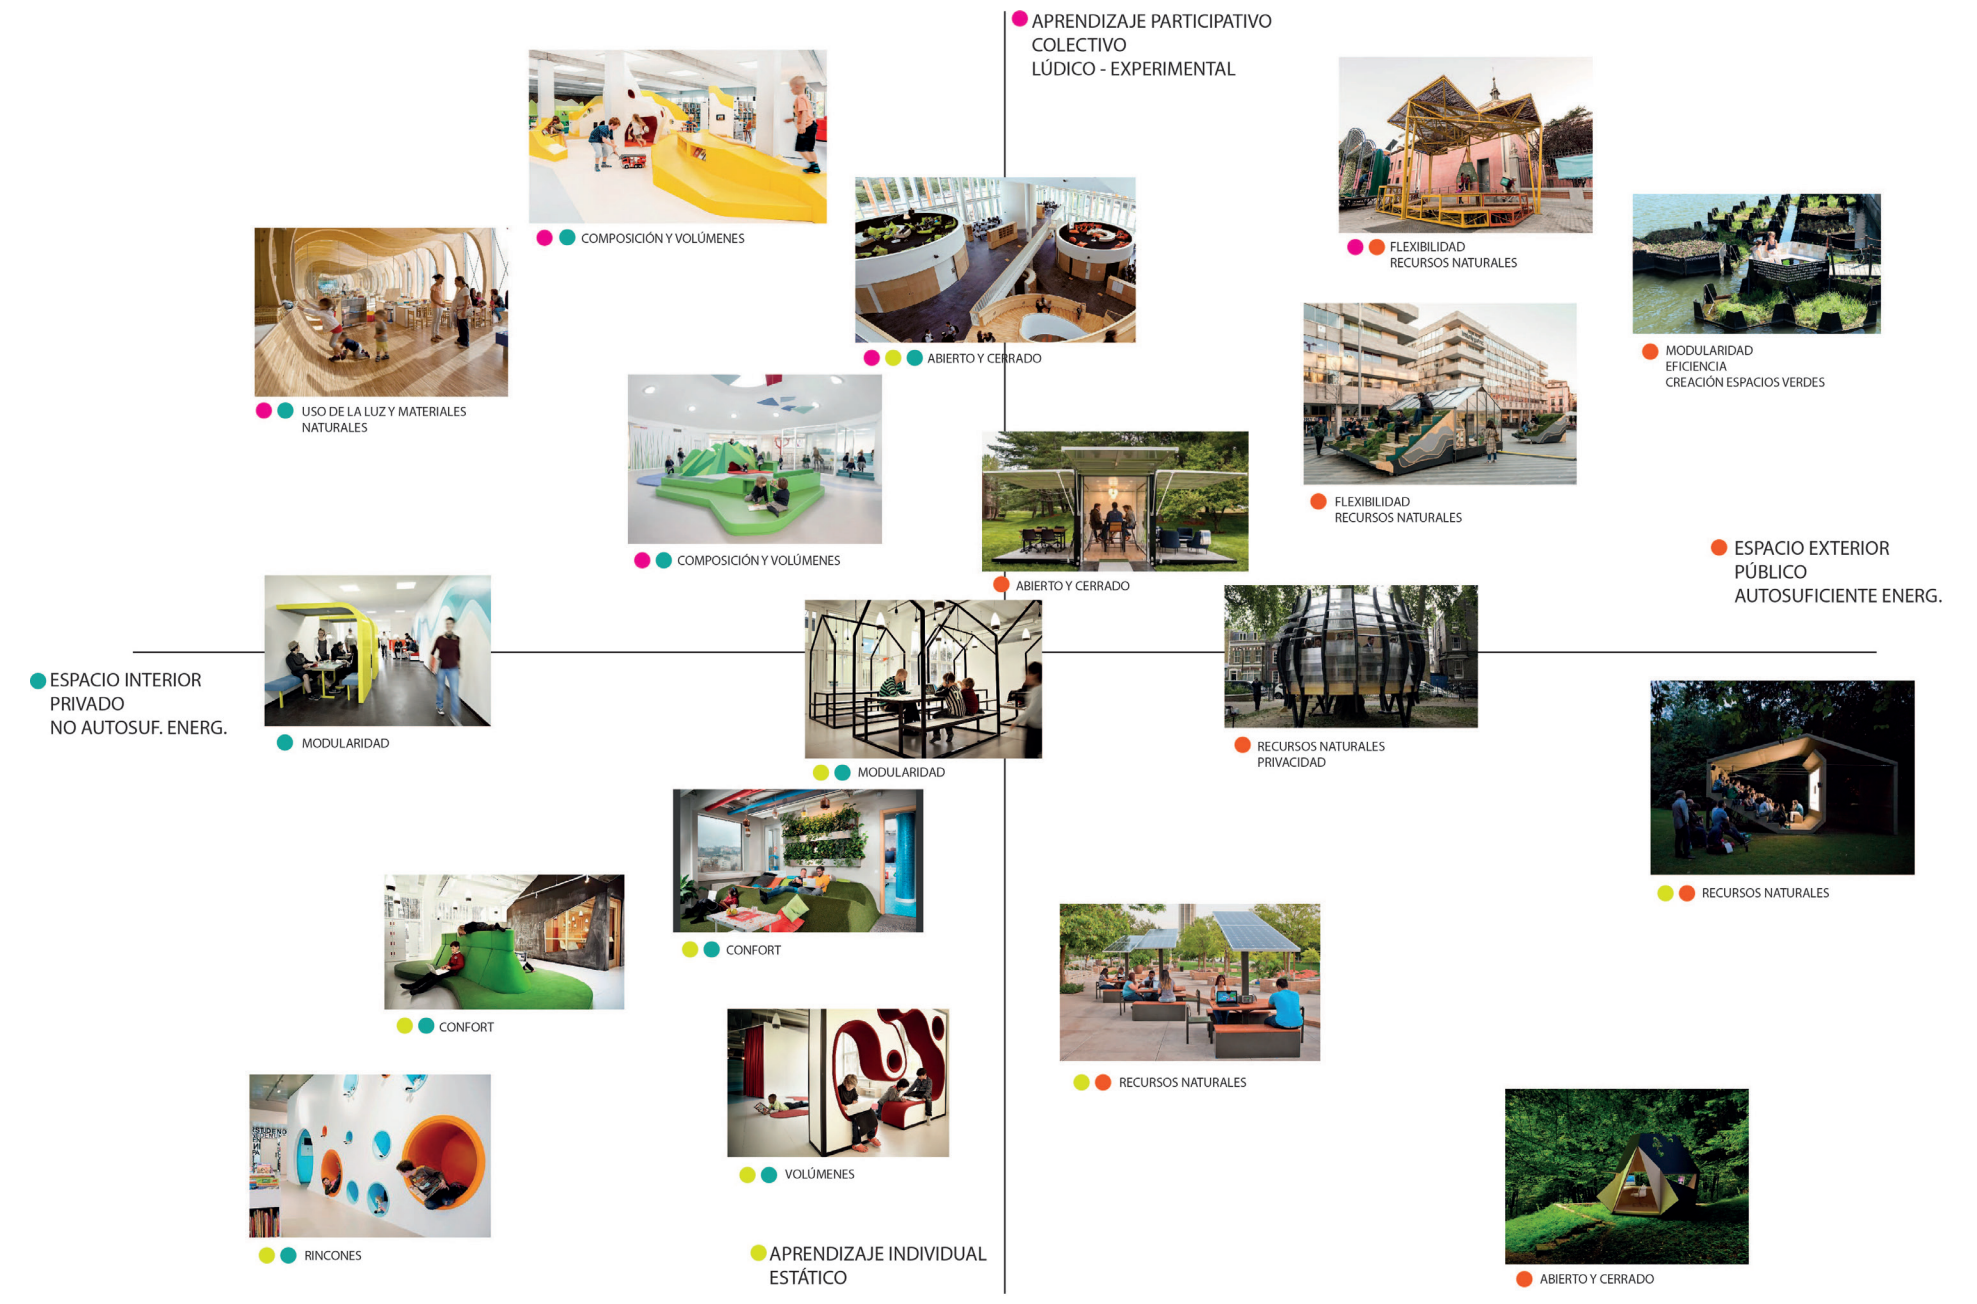 APRENDIZAJE PARTICIPATIVO
COLECTIVO
LÚDICO - EXPERIMENTAL
COMPOSICIÓN Y VOLÚMENES
FLEXIBILIDAD
RECURSOS NATURALES
ABIERTO Y CERRADO
MODULARIDAD
EFICIENCIA
CREACIÓN ESPACIOS VERDES
USO DE LA LUZ Y MATERIALES
NATURALES
FLEXIBILIDAD
RECURSOS NATURALES
COMPOSICIÓN Y VOLÚMENES
ABIERTO Y CERRADO
ESPACIO EXTERIOR
PÚBLICO
AUTOSUFICIENTE ENERG.
ESPACIO INTERIOR
PRIVADO
NO AUTOSUF. ENERG.
MODULARIDAD
MODULARIDAD
RECURSOS NATURALES
PRIVACIDAD
RECURSOS NATURALES
CONFORT
CONFORT
RECURSOS NATURALES
VOLÚMENES
RINCONES
APRENDIZAJE INDIVIDUAL
ESTÁTICO
ABIERTO Y CERRADO